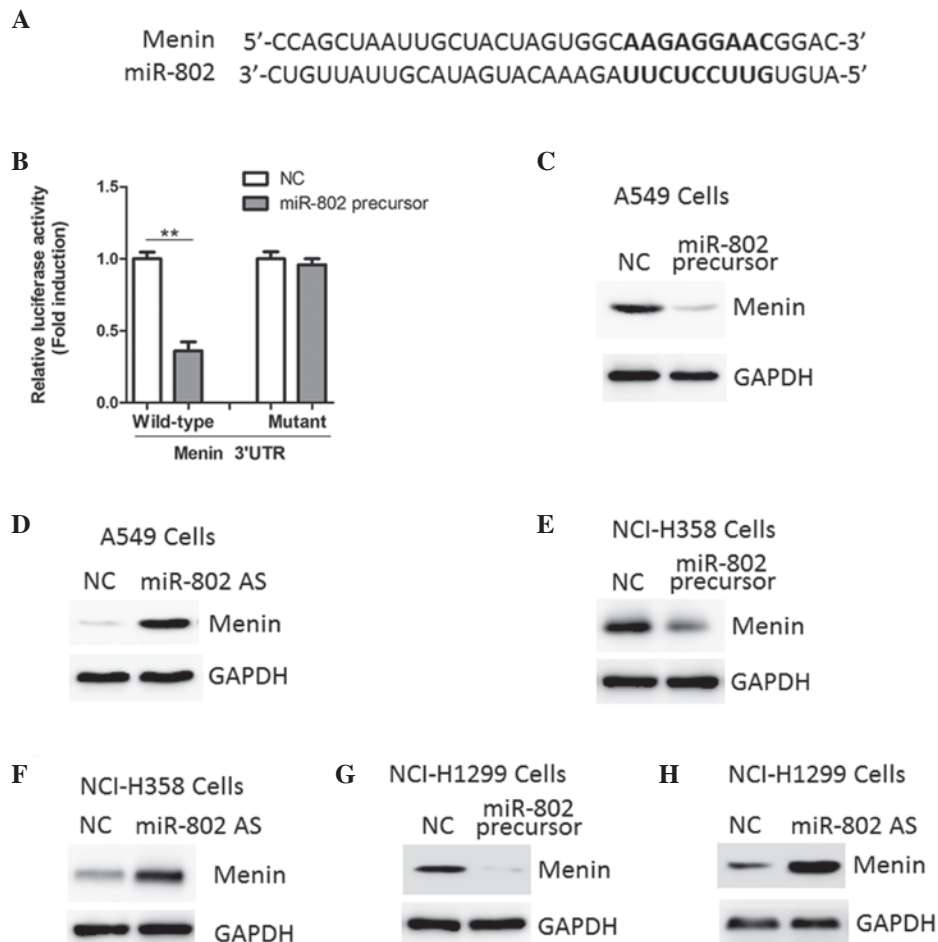 A
Menin 5’-CCAGCUAAUUGCUACUAGUGGCAAGAGGAACGGAC-3’
miR-802 3’-CUGUUAUUGCAUAGUACAAAGAUUCUCCUUGUGUA-5’
B
NC
miR-802 precursor
Relative luciferase activity
(Fold induction)
1.5
1.0
0.5
0.0
**
Wild-type Mutant
Menin 3'UTR
C
A549 Cells
NC miR-802 precursor
Menin
GAPDH
D
A549 Cells
NC miR-802 AS
Menin
GAPDH
E
NCI-H358 Cells
NC miR-802 precursor
Menin
GAPDH
F
NCI-H358 Cells
NC miR-802 AS
Menin
GAPDH
G
NCI-H1299 Cells
NC miR-802 precursor
Menin
GAPDH
H
NCI-H1299 Cells
NC miR-802 AS
Menin
GAPDH